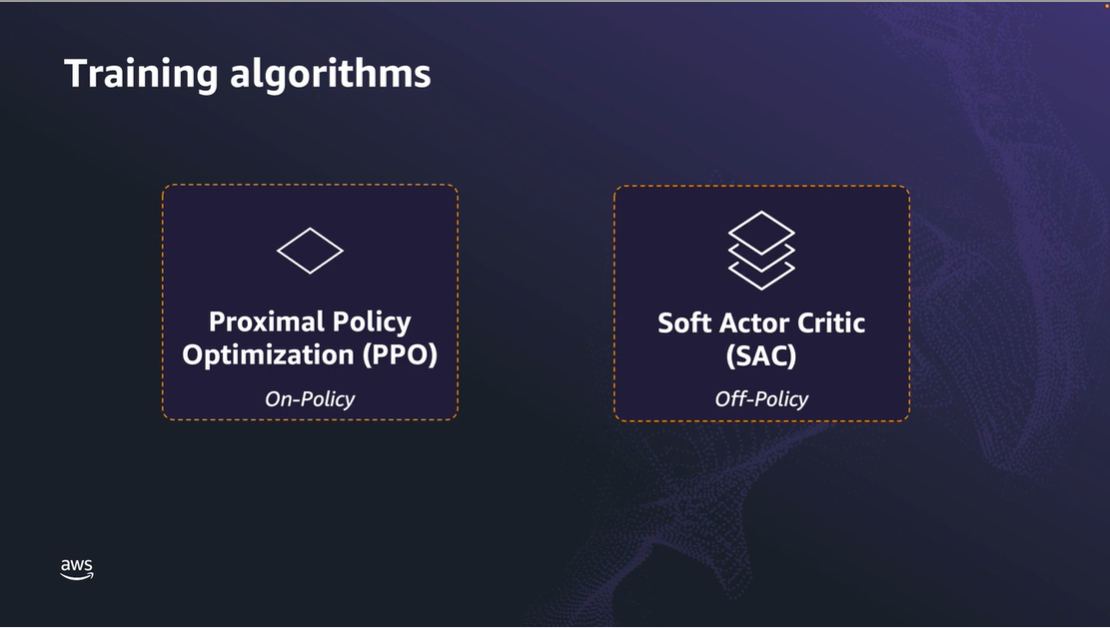 Training algorithms
Proximal Policy
Optimization (PPO)
On-Policy
Soft Actor Critic
(SAC)
Off-Policy
aws